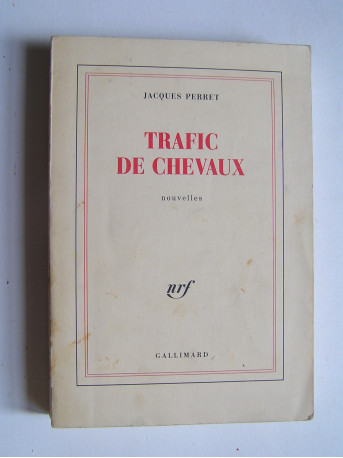 JACQUES PERRET
TRAFIC
DE CHEVAUX
nouvelles
nrf
GALLIMARD